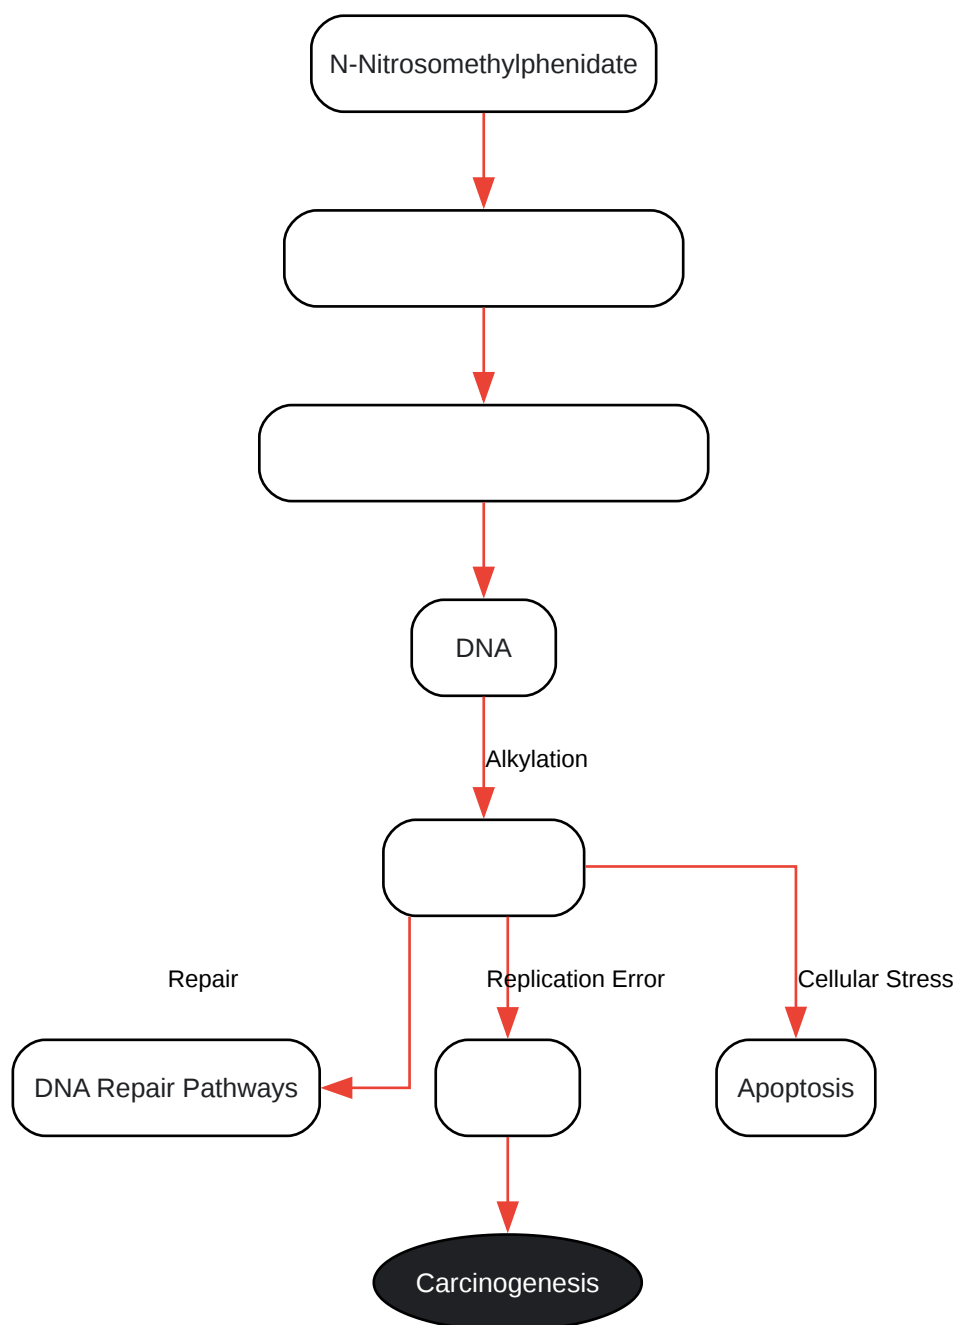 N-Nitrosomethylphenidate
DNA
Alkylation
Repair
Replication Error
Cellular Stress
DNA Repair Pathways
Apoptosis
Carcinogenesis